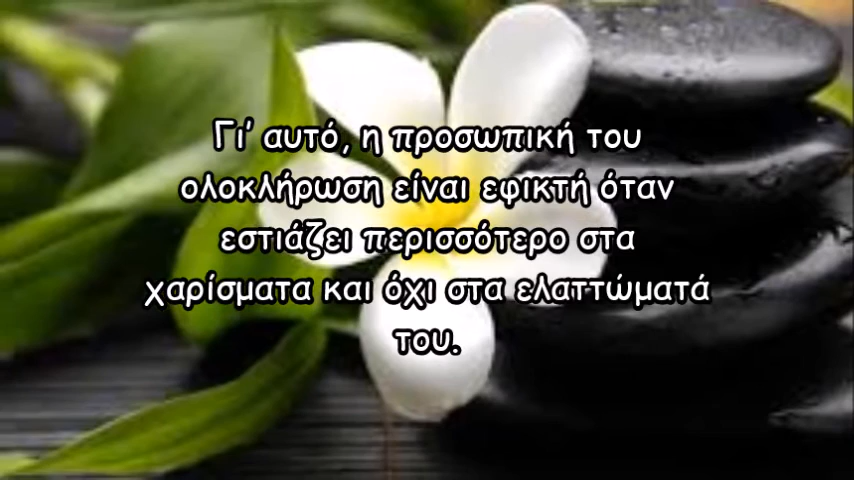 Γι' αυτό, η προσωπική του
ολοκλήρωση είναι εφικτή όταν
εστιάζει περισσότερο στα
χαρίσματα και όχι στα ελαττώματά
του.